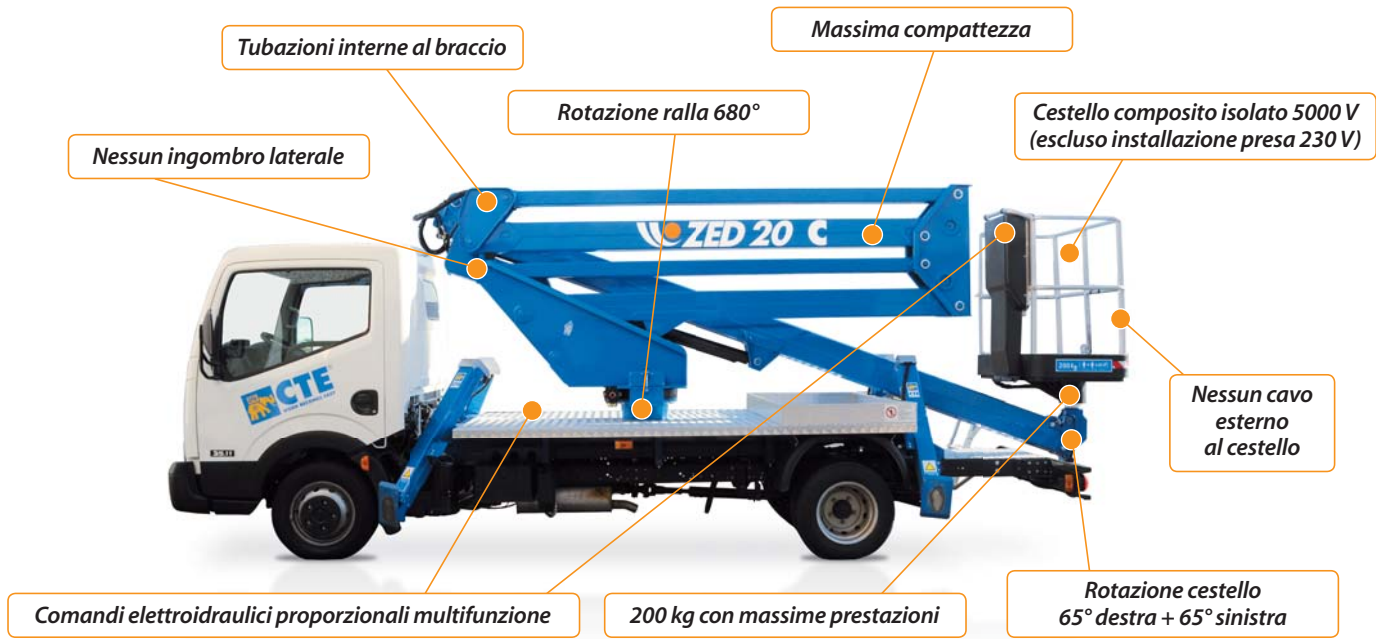 Tubazioni interne al braccio
Massima compattezza
Rotazione ralla 680°
Cestello composito isolato 5000 V
(escluso installazione presa 230 V)
Nessun ingombro laterale
ZED 20 C
CTE
35.11
Nessun cavo
esterno
al cestello
Comandi elettroidraulici proporzionali multifunzione
200 kg con massime prestazioni
Rotazione cestello
65° destra + 65° sinistra